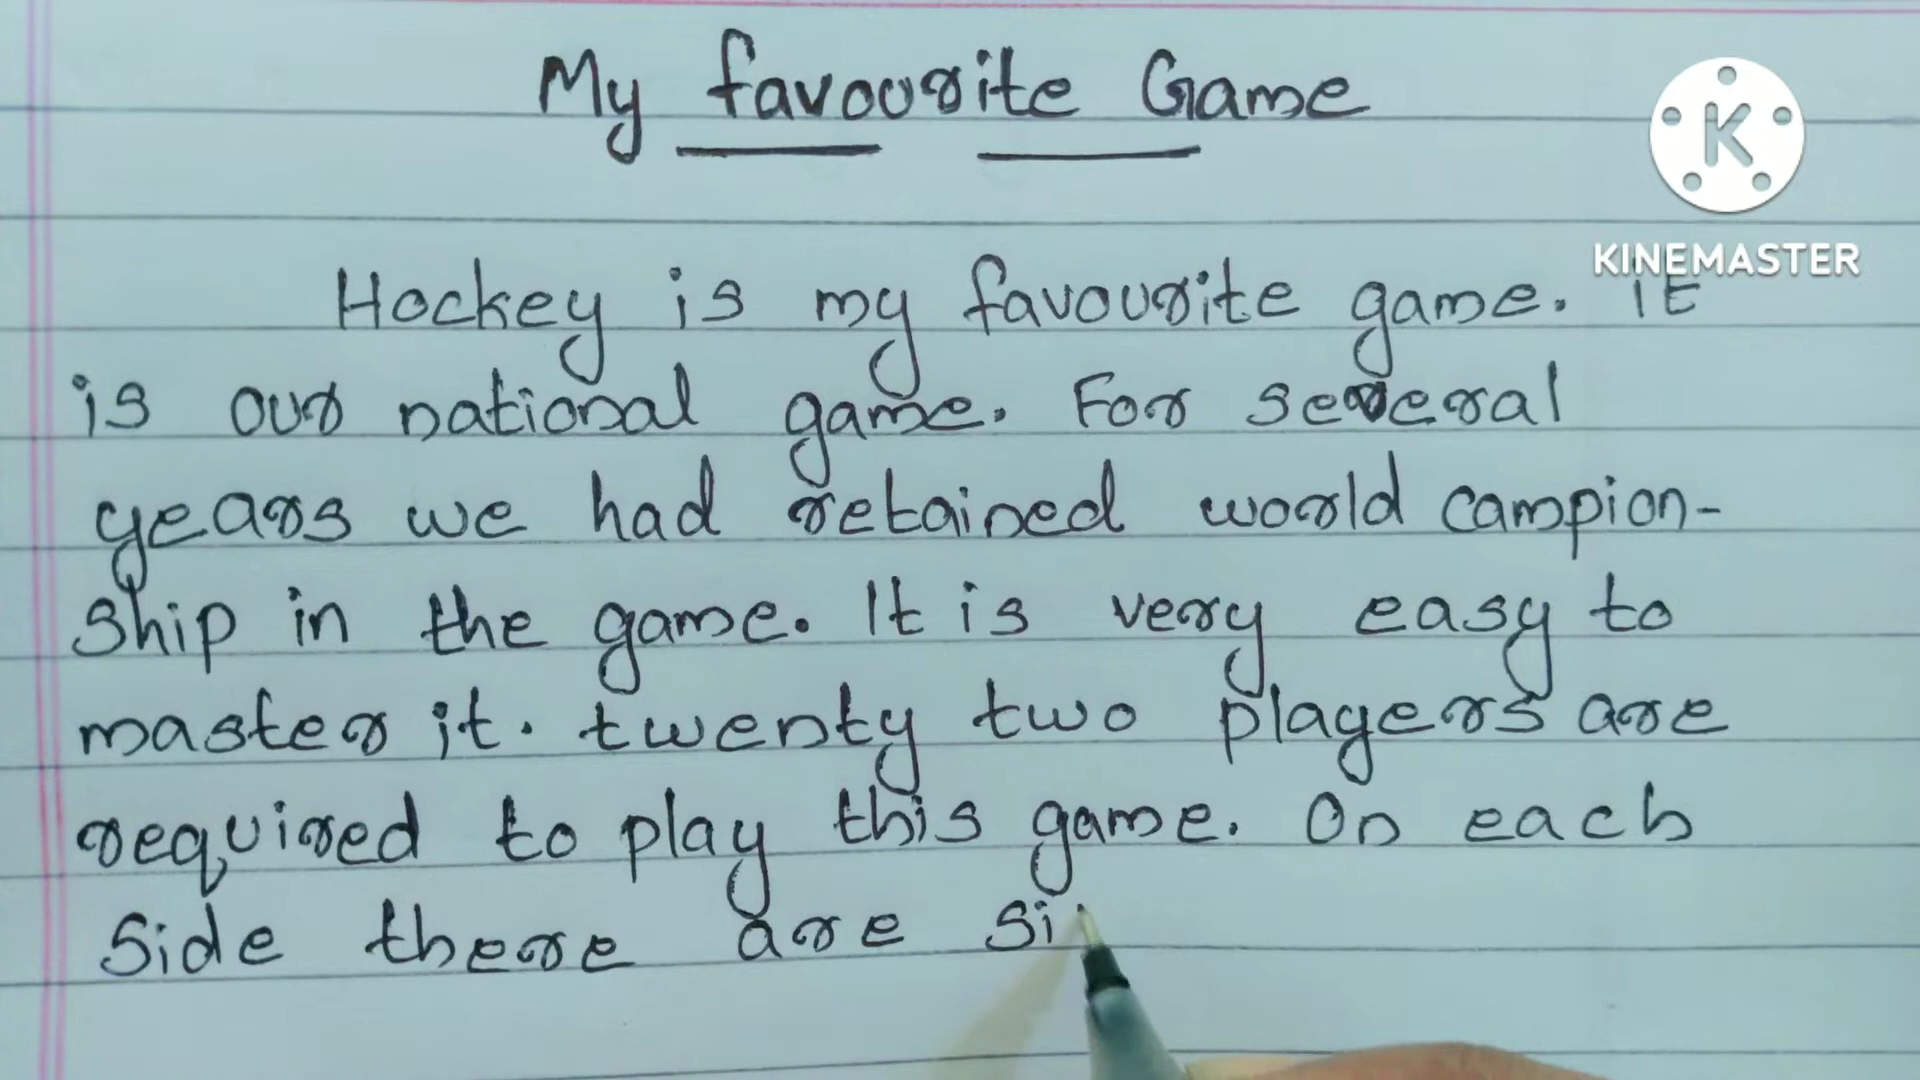 My favourite Game
KINEMASTER
Hockey is my favourite game. It
is our national game. For several
years we had retained world campion-
ship in the game. It is very easy to
master it. twenty two players are
required to play this game. On each
Side there are si